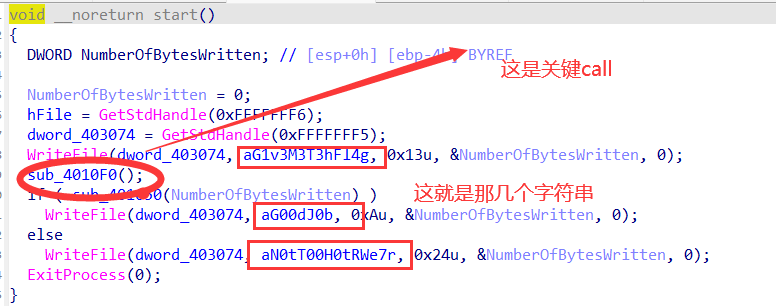 void __noreturn start()
{
DWORD NumberOfBytesWritten; // [esp+0h] [ebp-4h] BYREF
这是关键call
NumberOfBytesWritten = 0;
hFile = GetStdHandle(0xFFFFFFF6);
dword_403074 = GetStdHandle(0xFFFFFFF5);
WriteFile(dword_403074, aG1v3M3T3hFl4g, 0x13u, &NumberOfBytesWritten, 0);
sub_4010F0();
if ( sub_401050(NumberOfBytesWritten) )
这就是那几个字符串
WriteFile(dword_403074, aG00dJ0b, 0xAu, &NumberOfBytesWritten, 0);
else
WriteFile(dword_403074, aN0tT00H0tRWe7r, 0x24u, &NumberOfBytesWritten, 0);
ExitProcess(0);
}